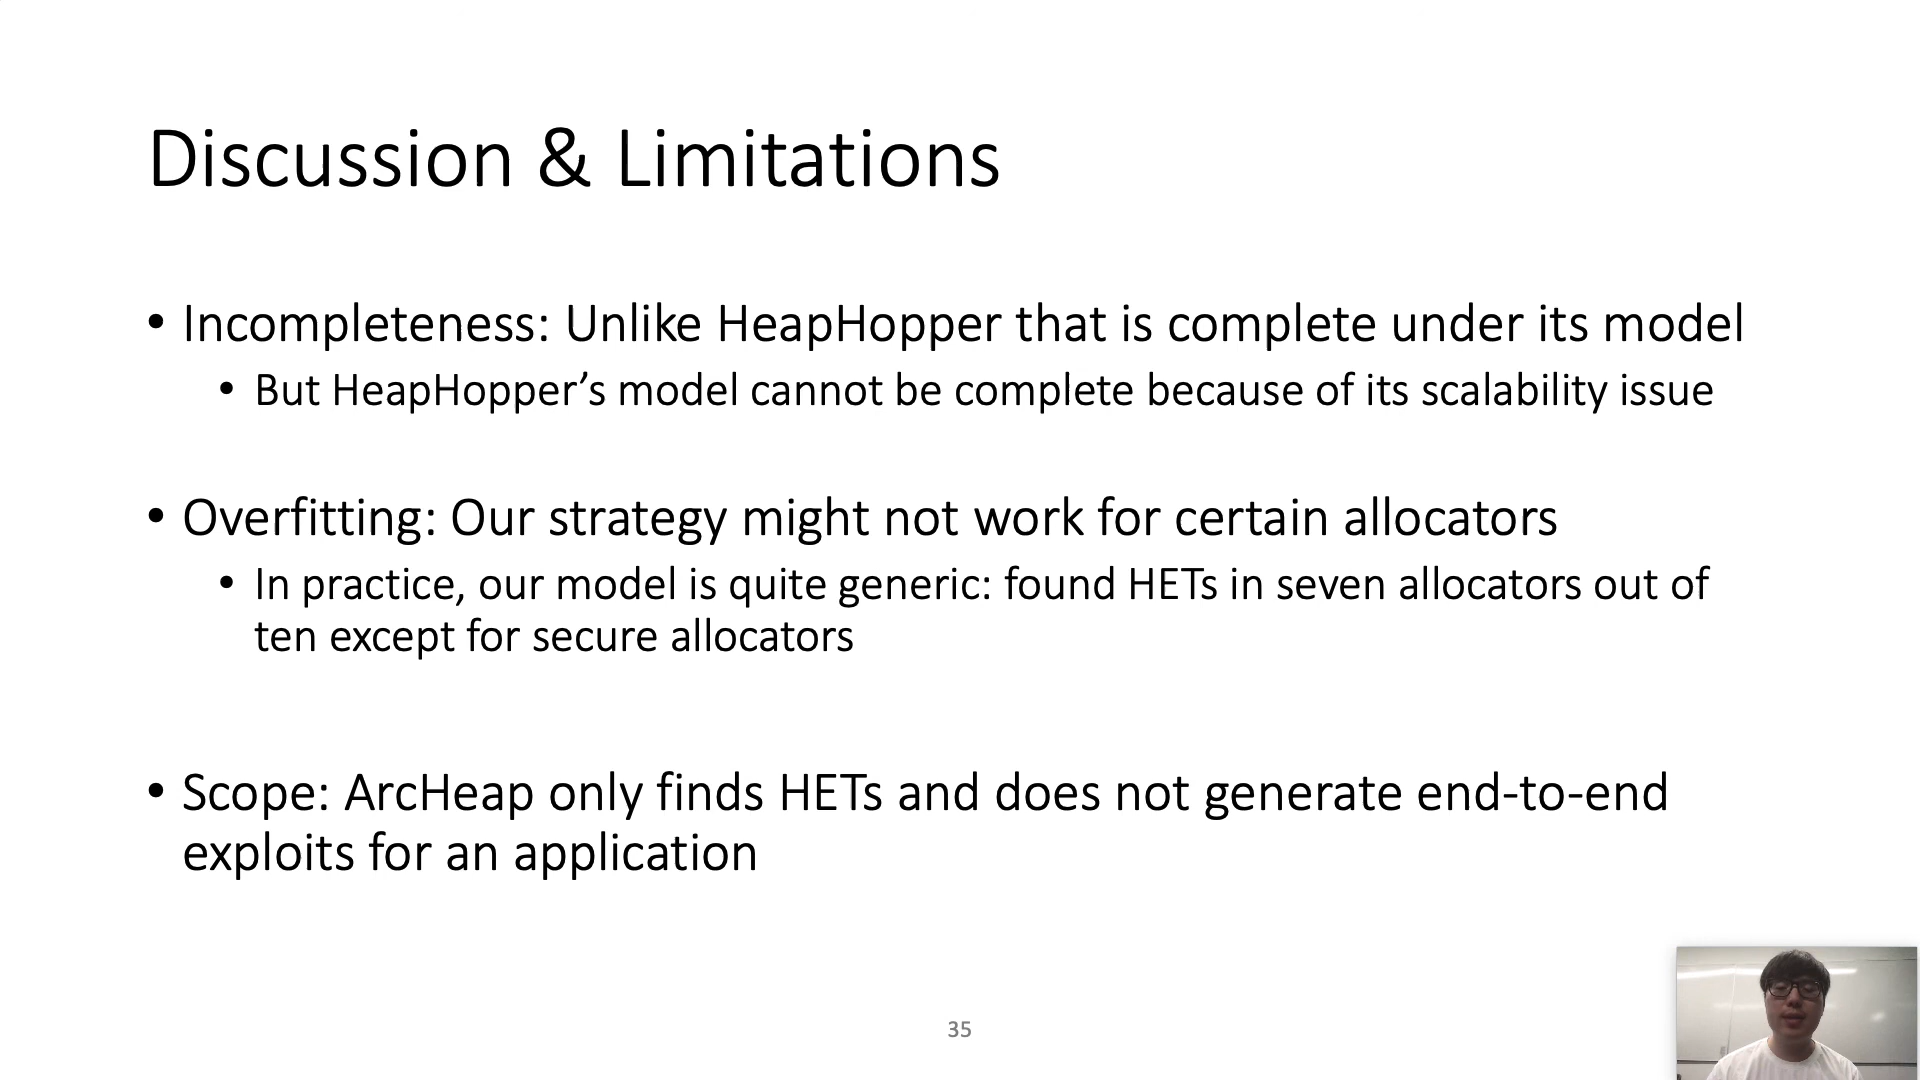 Discussion & Limitations
• Incompleteness: Unlike HeapHopper that is complete under its model
• But HeapHopper’s model cannot be complete because of its scalability issue
• Overfitting: Our strategy might not work for certain allocators
• In practice, our model is quite generic: found HETs in seven allocators out of
ten except for secure allocators
• Scope: ArcHeap only finds HETs and does not generate end-to-end
exploits for an application
35